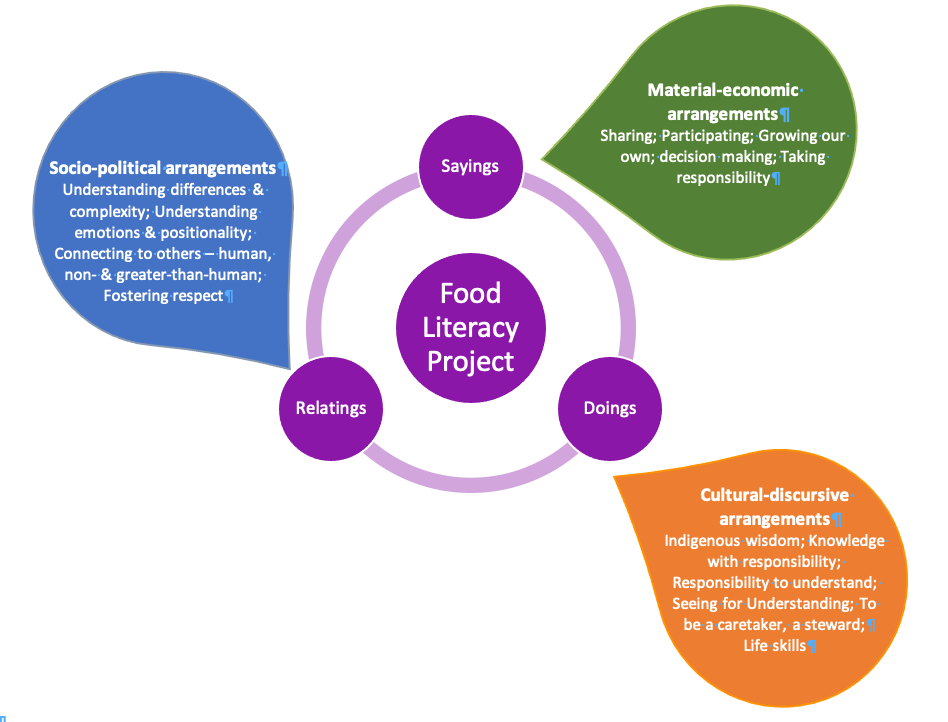 Material-economic
arrangements¶
Sharing; Participating; Growing our
own; decision making; Taking
responsibility¶
Sayings
Socio-political arrangements¶
Understanding differences &
complexity; Understanding
emotions & positionality;
Connecting to others – human,
non- & greater-than-human;
Fostering respect¶
Food
Literacy
Project
Relatings
Doings
Cultural-discursive
arrangements¶
Indigenous wisdom; Knowledge
with responsibility;
Responsibility to understand;
Seeing for Understanding; To
be a caretaker, a steward;¶
Life skills¶
¶